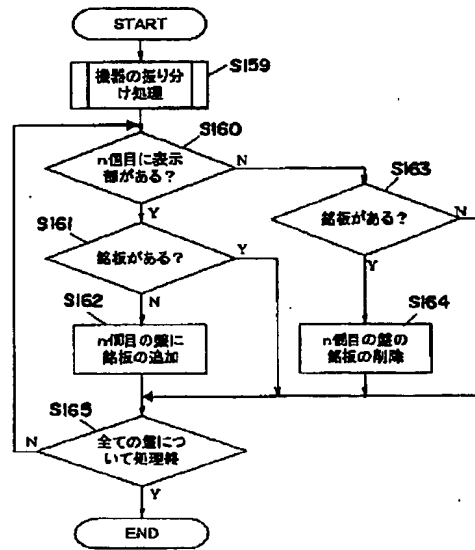 START
機器の振り分
け処理
S159
S160
n個目に表示
部がある?
N
S163
Y
S161
銘板がある?
Y
銘板がある?
N
Y
N
S162
n個目の盤に
銘板の追加
S164
n個目の盤の
銘板の削除
S165
N
全ての盤につ
いて処理終
Y
END